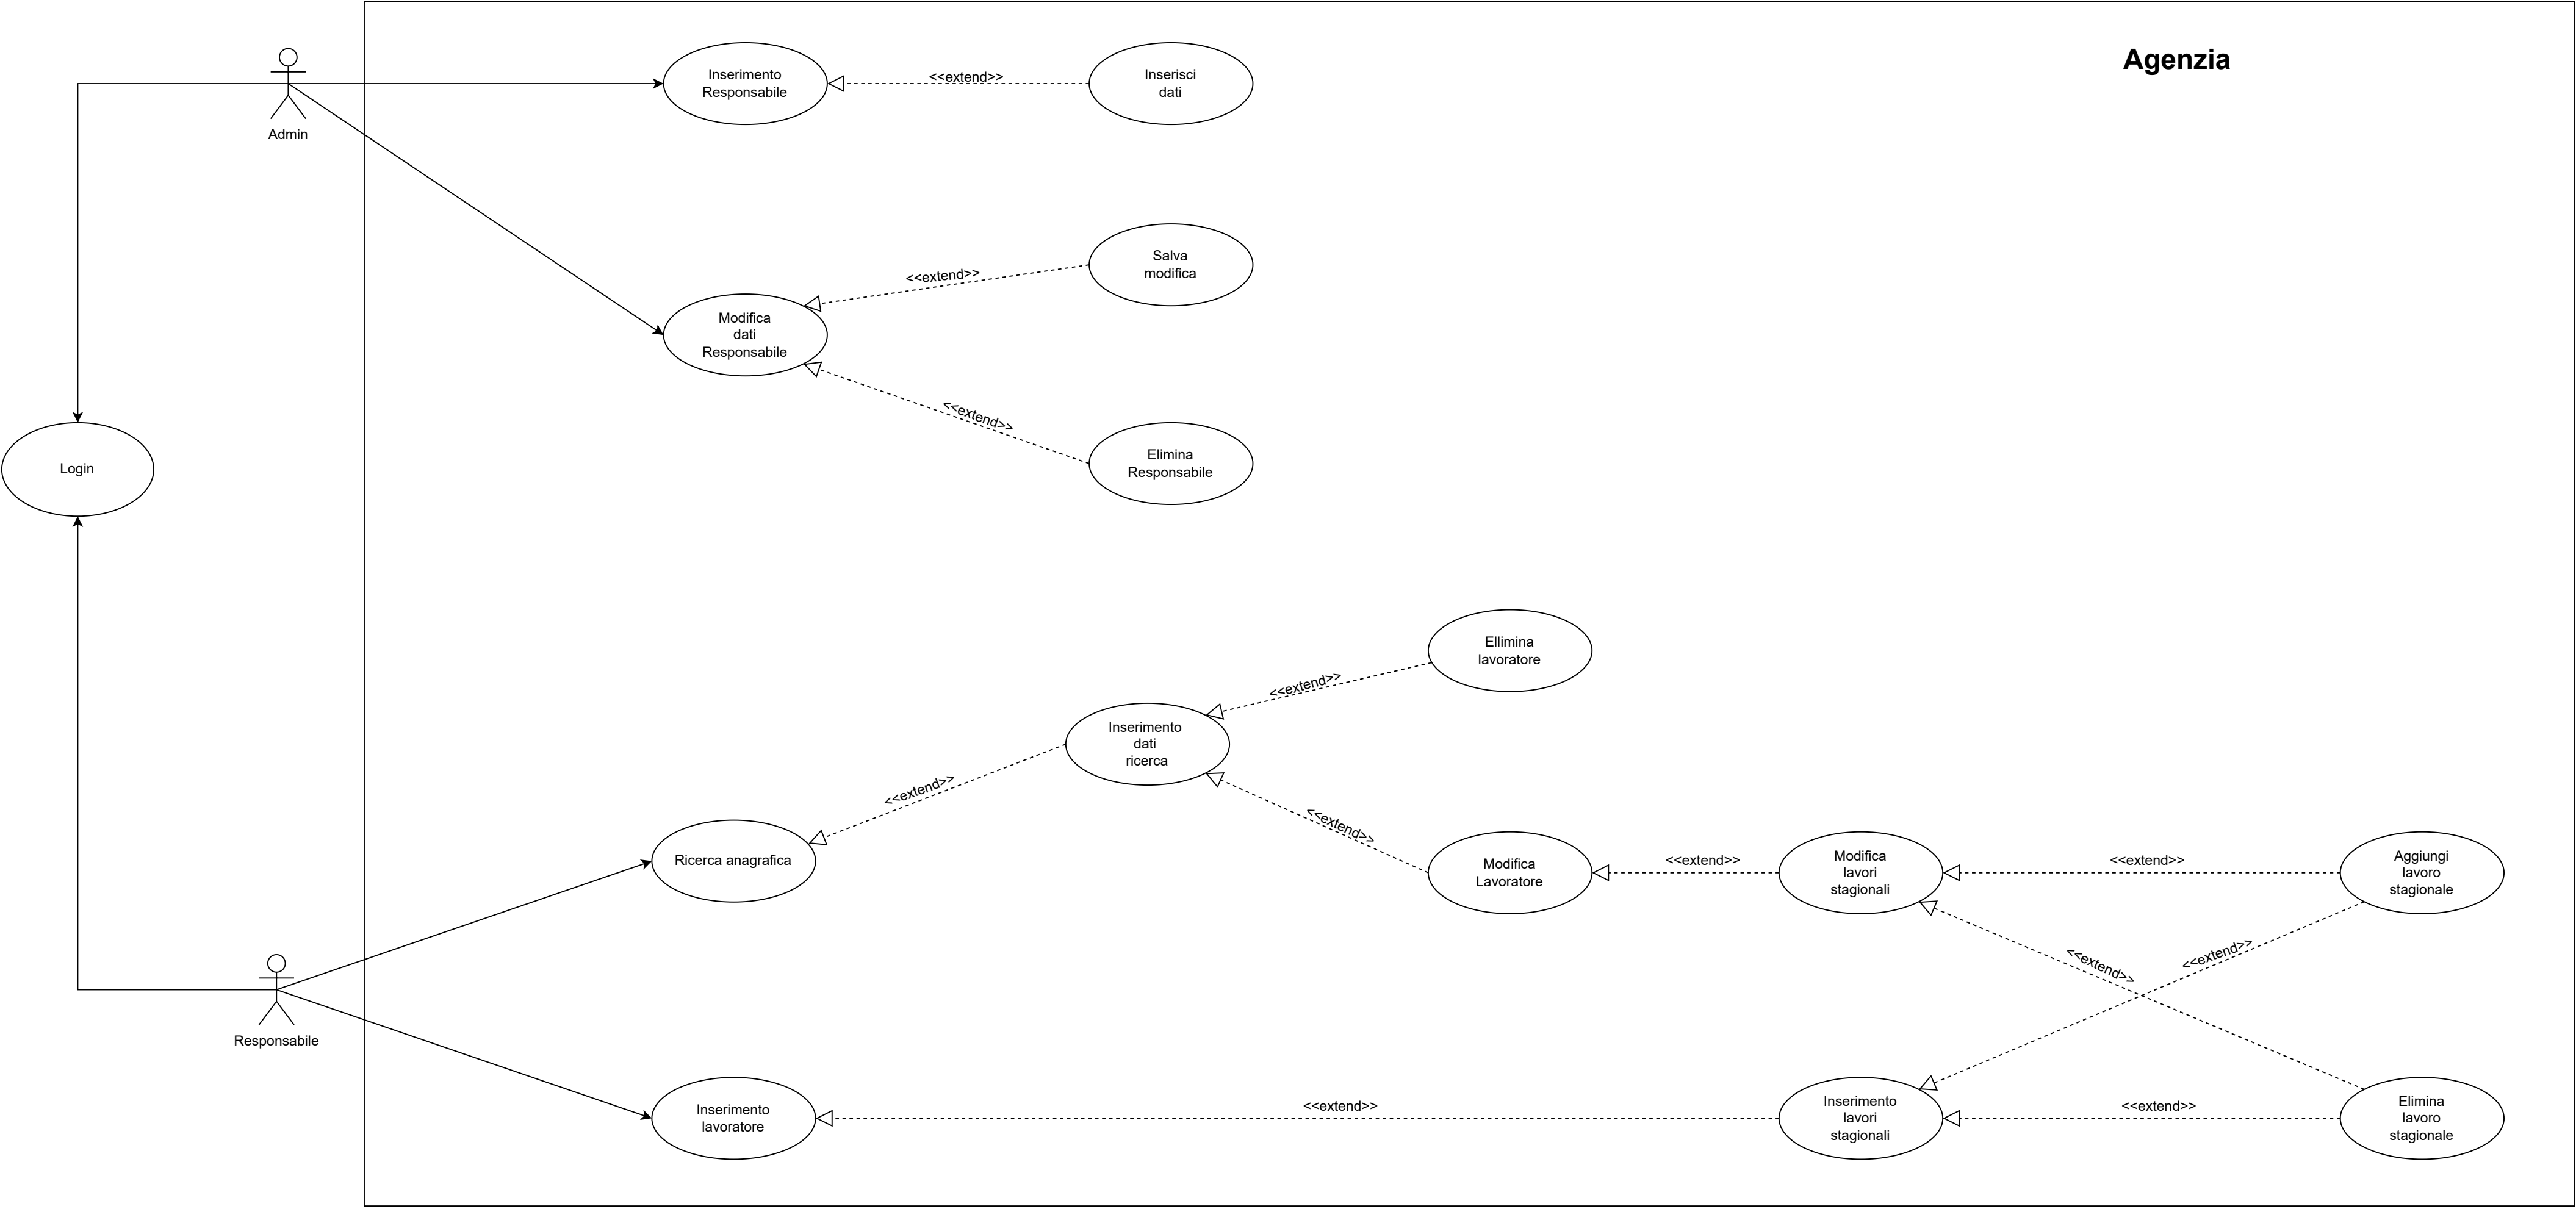 Agenzia
Admin
Inserimento
Responsabile
<<extend>>
Inserisci
dati
Salva
modifica
<<extend>>
Modifica
dati
Responsabile
<<extend>>
Elimina
Responsabile
Login
Ellimina
lavoratore
<<extend>>
Inserimento
dati
ricerca
<<extend>>
<<extend>>
Ricerca anagrafica
Modifica
Lavoratore
<<extend>>
Modifica
lavori
stagionali
<<extend>>
Aggiungi
lavoro
stagionale
<<extend>>
<<extend>>
Responsabile
Inserimento
lavoratore
<<extend>>
Inserimento
lavori
stagionali
<<extend>>
Elimina
lavoro
stagionale